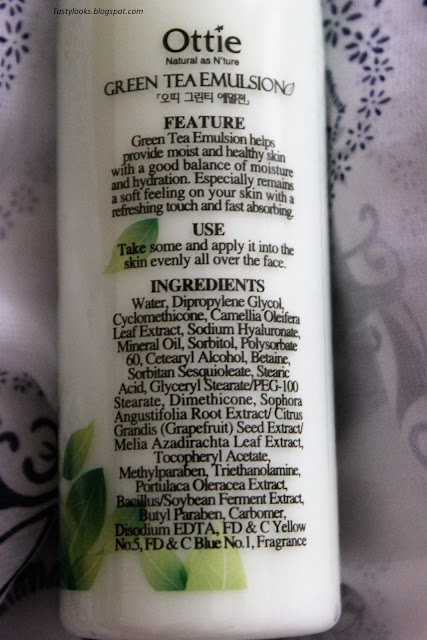 Tastylooks.blogspot.com
Ottie
Natural as N'ture
GREEN TEA EMULSION
「오띠 그린티 에멀젼」
FEATURE
Green Tea Emulsion helps
provide moist and healthy skin
with a good balance of moisture
and hydration. Especially remains
a soft feeling on your skin with a
refreshing touch and fast absorbing.
USE
Take some and apply it into the
skin evenly all over the face.
INGREDIENTS
Water, Dipropylene Glycol,
Cyclomethicone, Camellia Oleifera
Leaf Extract, Sodium Hyaluronate,
Mineral Oil, Sorbitol, Polysorbate
60, Cetearyl Alcohol, Betaine,
Sorbitan Sesquioleate, Stearic
Acid, Glyceryl Stearate/PEG-100
Stearate, Dimethicone, Sophora
Angustifolia Root Extract/ Citrus
Grandis (Grapefruit) Seed Extract/
Melia Azadirachta Leaf Extract,
Tocopheryl Acetate,
Methylparaben, Triethanolamine,
Portulaca Oleracea Extract,
Bacillus/Soybean Ferment Extract,
Butyl Paraben, Carbomer,
Disodium EDTA, FD & C Yellow
No.5, FD & C Blue No.1, Fragrance